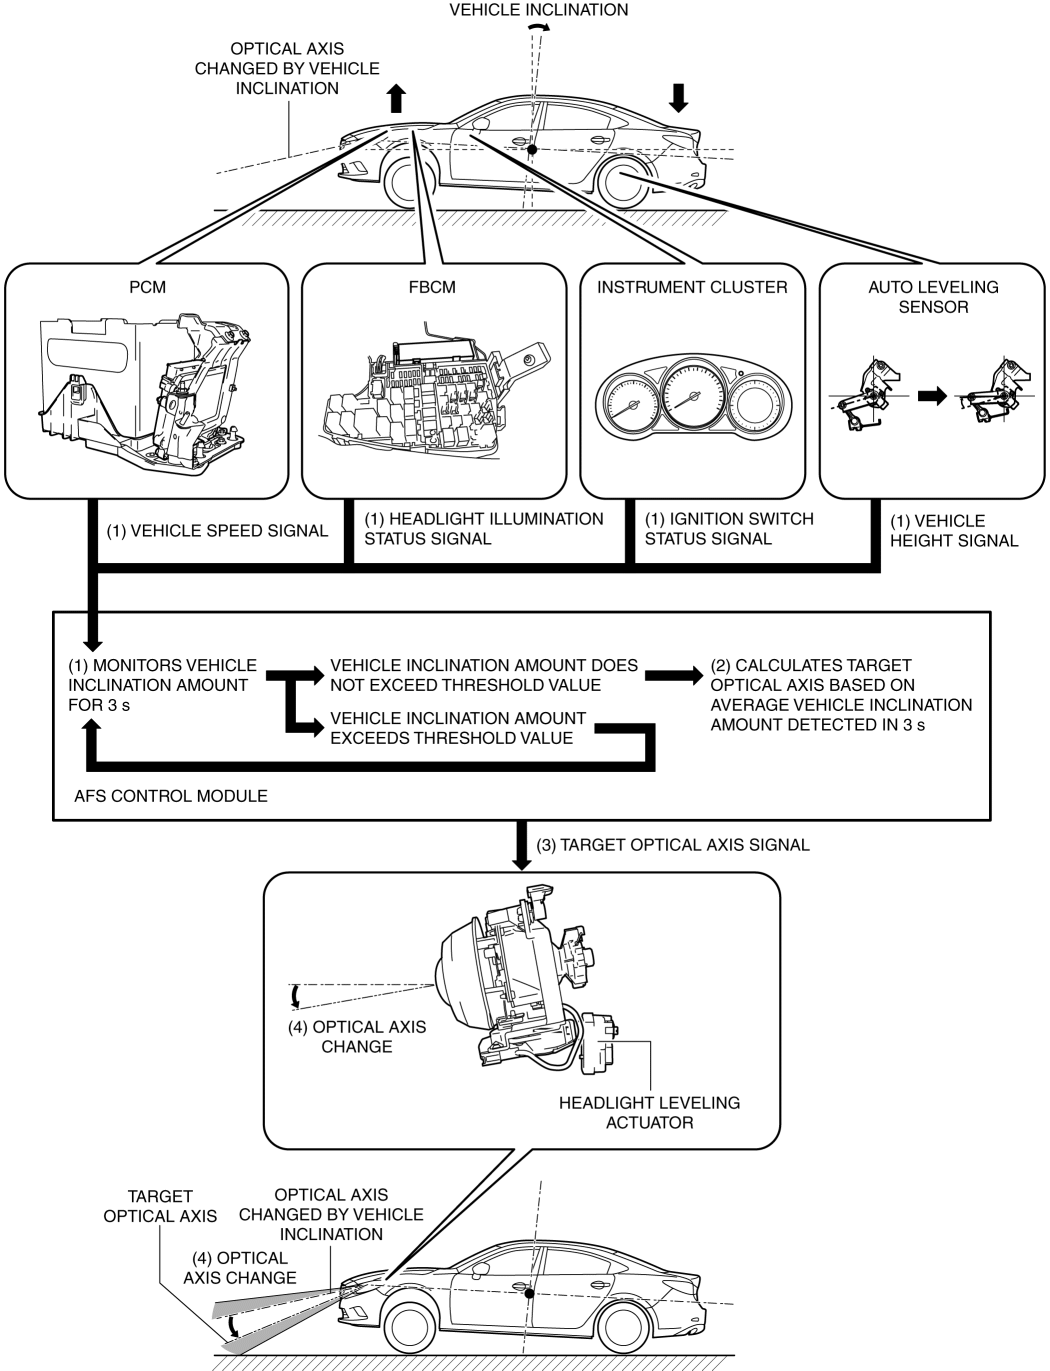 VEHICLE INCLINATION
OPTICAL AXIS
CHANGED BY VEHICLE
INCLINATION
PCM
FBCM
INSTRUMENT CLUSTER
AUTO LEVELING
SENSOR
(1) VEHICLE SPEED SIGNAL
(1) HEADLIGHT ILLUMINATION
STATUS SIGNAL
(1) IGNITION SWITCH
STATUS SIGNAL
(1) VEHICLE
HEIGHT SIGNAL
(1) MONITORS VEHICLE
INCLINATION AMOUNT
FOR 3 s
VEHICLE INCLINATION AMOUNT DOES
NOT EXCEED THRESHOLD VALUE
VEHICLE INCLINATION AMOUNT
EXCEEDS THRESHOLD VALUE
(2) CALCULATES TARGET
OPTICAL AXIS BASED ON
AVERAGE VEHICLE INCLINATION
AMOUNT DETECTED IN 3 s
AFS CONTROL MODULE
(3) TARGET OPTICAL AXIS SIGNAL
(4) OPTICAL AXIS
CHANGE
HEADLIGHT LEVELING
ACTUATOR
TARGET
OPTICAL AXIS
OPTICAL AXIS
CHANGED BY VEHICLE
INCLINATION
(4) OPTICAL
AXIS CHANGE